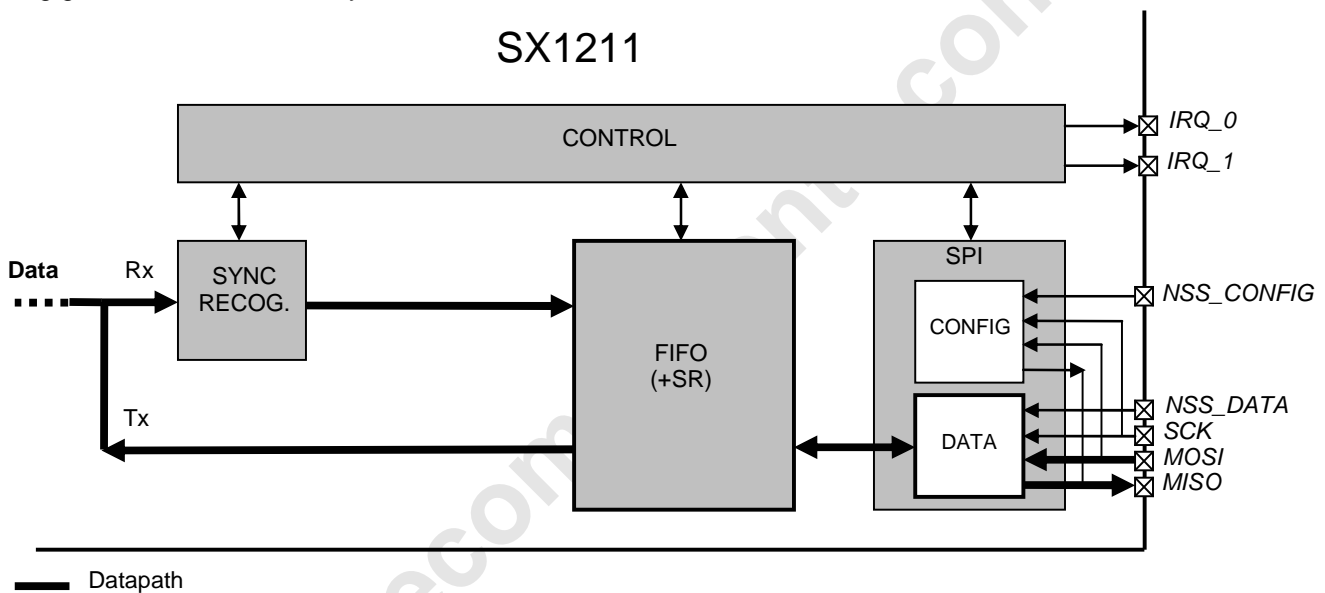 SX1211
CONTROL
IRQ_0
IRQ_1
Data
Rx
SYNC
RECOG.
SPI
NSS_CONFIG
CONFIG
FIFO
(+SR)
Tx
DATA
NSS_DATA
SCK
MOSI
MISO
Datapath